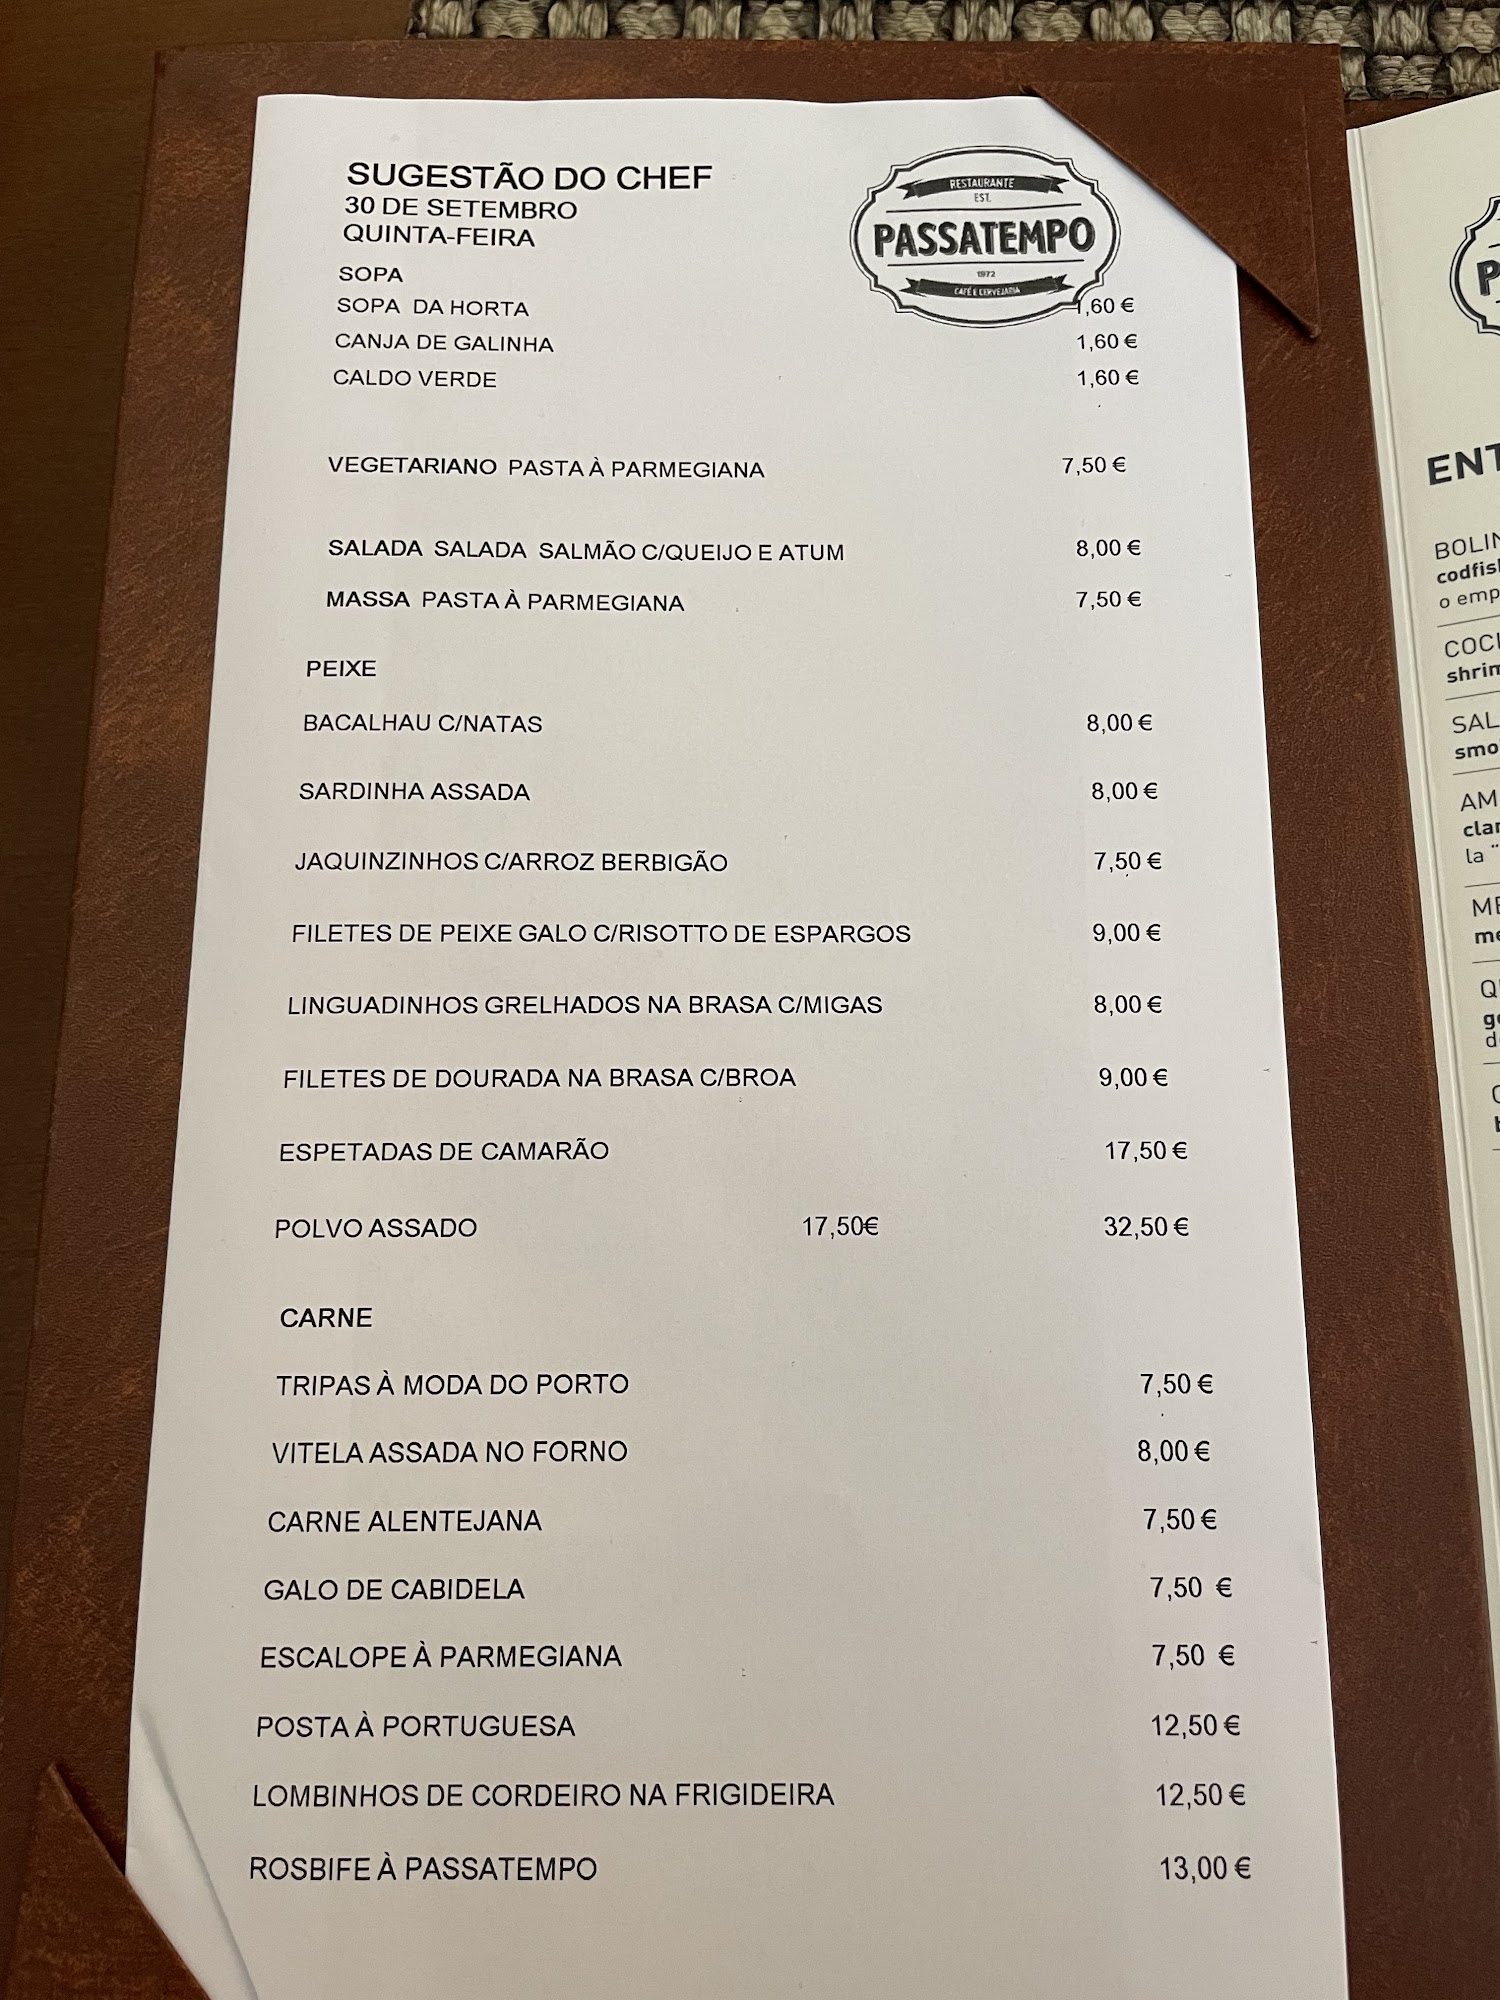 SUGESTÃO DO CHEF
30 DE SETEMBRO
QUINTA-FEIRA
RESTAURANTE
EST.
PASSATEMPO
1972
CAFÉ E CERVEJARIA
SOPA
SOPA DA HORTA 1,60 €
CANJA DE GALINHA 1,60 €
CALDO VERDE 1,60 €
VEGETARIANO PASTA À PARMEGIANA 7,50 €
SALADA SALADA SALMÃO C/QUEIJO E ATUM 8,00 €
MASSA PASTA À PARMEGIANA 7,50 €
PEIXE
BACALHAU C/NATAS 8,00 €
SARDINHA ASSADA 8,00 €
JAQUINZINHOS C/ARROZ BERBIGÃO 7,50 €
FILETES DE PEIXE GALO C/RISOTTO DE ESPARGOS 9,00 €
LINGUADINHOS GRELHADOS NA BRASA C/MIGAS 8,00 €
FILETES DE DOURADA NA BRASA C/BROA 9,00 €
ESPETADAS DE CAMARÃO 17,50 €
POLVO ASSADO 17,50€ 32,50 €
CARNE
TRIPAS À MODA DO PORTO 7,50 €
VITELA ASSADA NO FORNO 8,00 €
CARNE ALENTEJANA 7,50 €
GALO DE CABIDELA 7,50 €
ESCALOPE À PARMEGIANA 7,50 €
POSTA À PORTUGUESA 12,50 €
LOMBINHOS DE CORDEIRO NA FRIGIDEIRA 12,50 €
ROSBIFE À PASSATEMPO 13,00 €
o
la